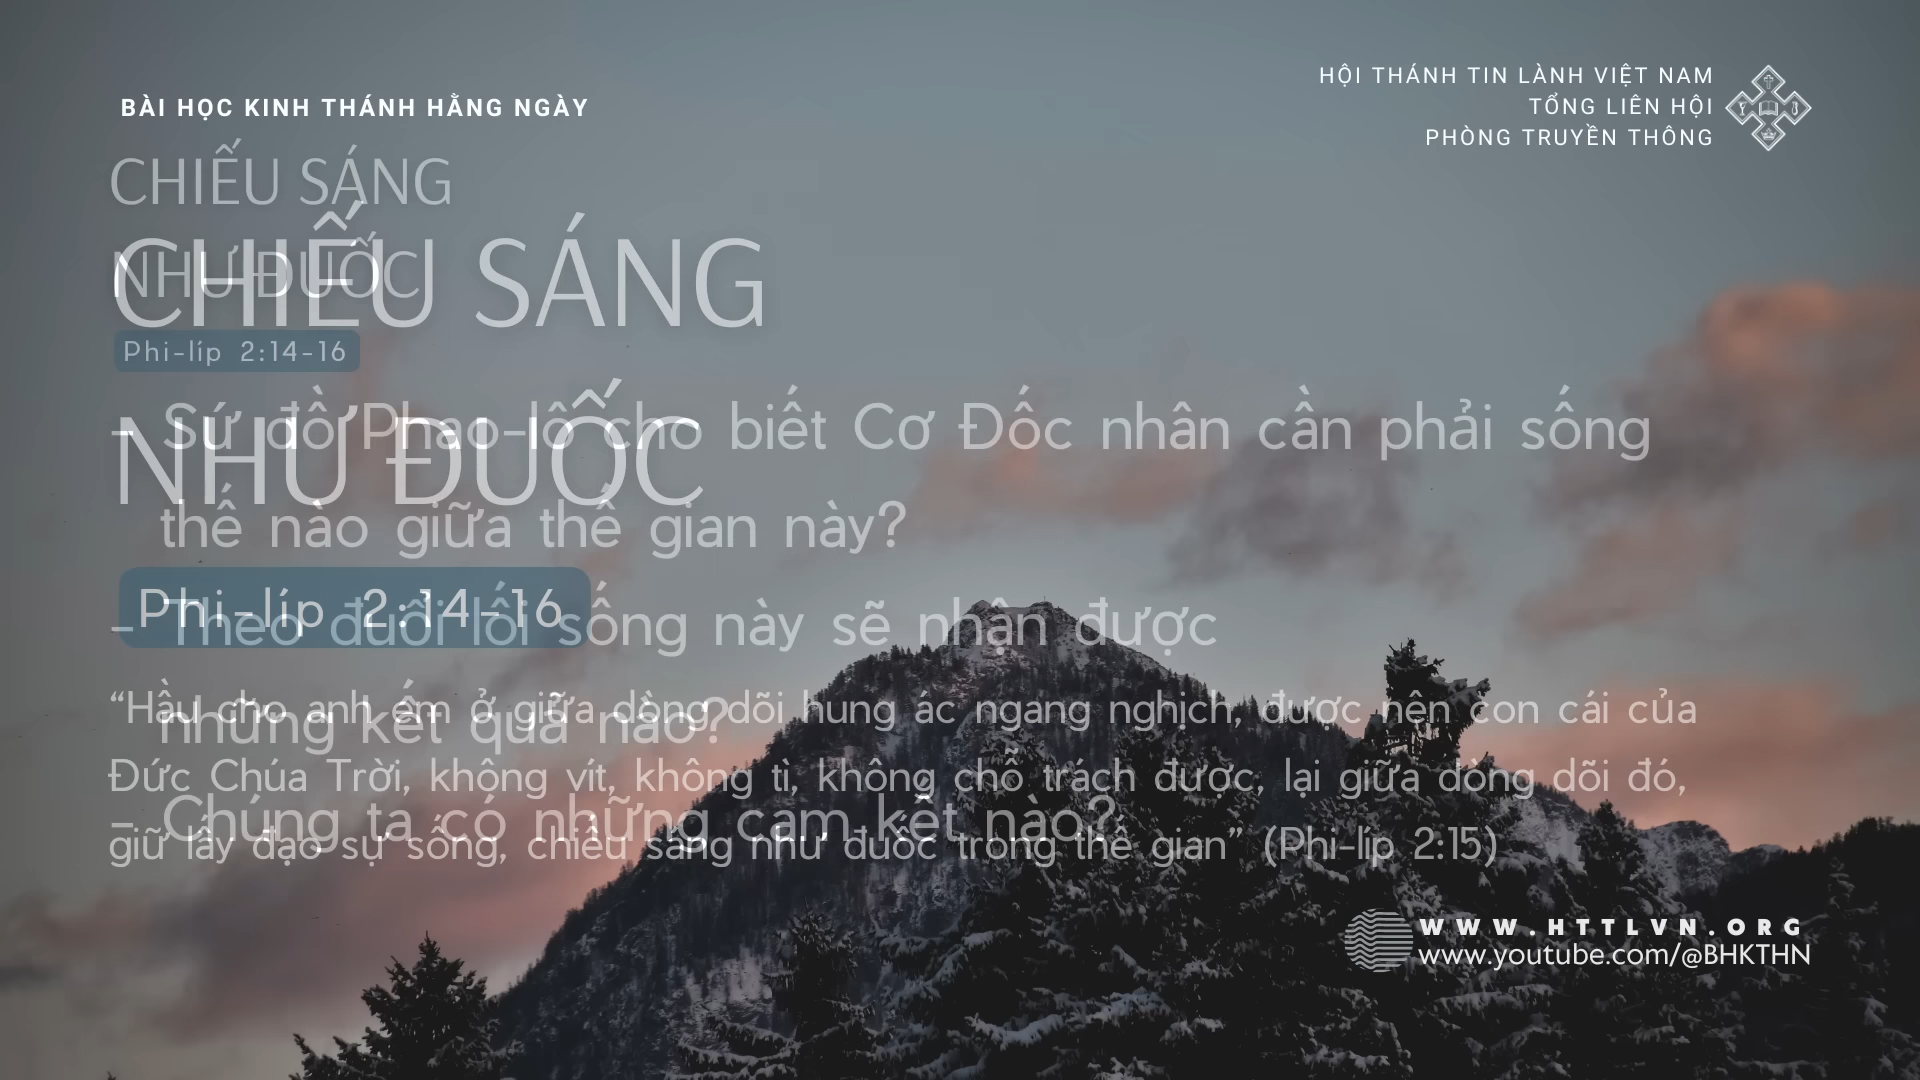 BÀI HỌC KINH THÁNH HẰNG NGÀY
HỘI THÁNH TIN LÀNH VIỆT NAM
TỔNG LIÊN HỘI
PHÒNG TRUYỀN THÔNG
CHIẾU SÁNG
NHƯ ĐUỐC
Phi-líp 2:14-16
CHIẾU SÁNG
NHƯ ĐUỐC
Phi-líp 2:14-16
“Hầu cho anh em ở giữa dòng dõi hung ác ngang nghịch, được nên con cái của
Đức Chúa Trời, không vít, không tì, không chỗ trách được, lại giữa dòng dõi đó,
giữ lấy đạo sự sống, chiếu sáng như đuốc trong thế gian” (Phi-líp 2:15)
- Sứ đồ Phao-lô cho biết Cơ Đốc nhân cần phải sống
thế nào giữa thế gian này?
- Theo đuổi lối sống này sẽ nhận được
những kết quả nào?
- Chúng ta có những cam kết nào?
WWW.HTTLVN.ORG
www.youtube.com/@BHKTHN